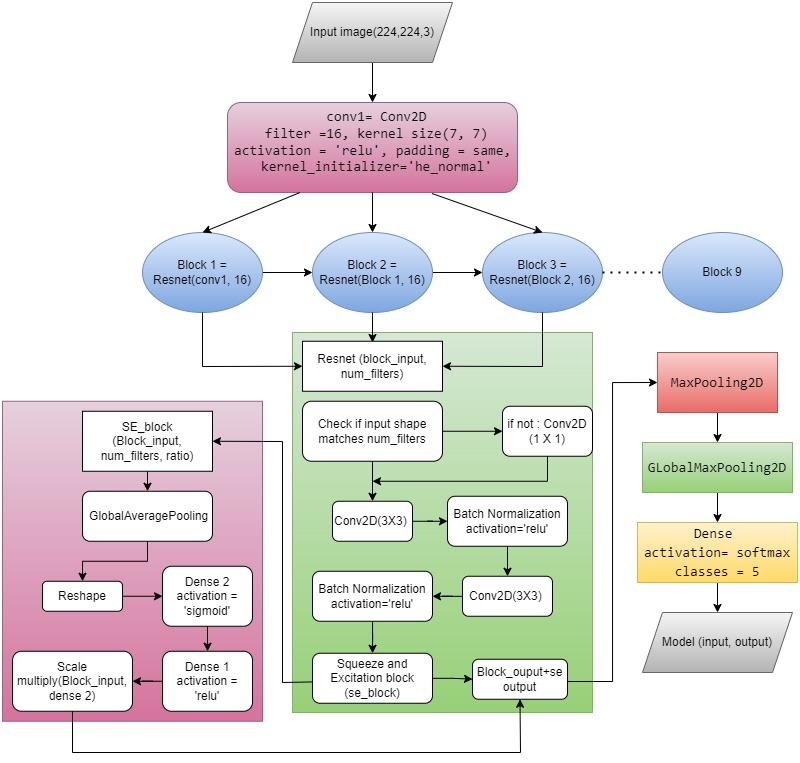 Input image(224,224,3)
conv1= Conv2D
filter =16, kernel size(7, 7)
activation = 'relu', padding = same,
kernel_initializer='he_normal'
Block 1 =
Resnet(conv1, 16)
Block 2 =
Resnet(Block 1, 16)
Block 3 =
Resnet(Block 2, 16)
Block 9
Resnet (block_input,
num_filters)
Check if input shape
matches num_filters
if not : Conv2D
(1 X 1)
Conv2D(3X3)
Batch Normalization
activation='relu'
Conv2D(3X3)
Batch Normalization
activation='relu'
Squeeze and
Excitation block
(se_block)
Block_ouput+se
output
SE_block
(Block_input,
num_filters, ratio)
GlobalAveragePooling
Reshape
Dense 2
activation =
'sigmoid'
Dense 1
activation =
'relu'
Scale
multiply(Block_input,
dense 2)
MaxPooling2D
GLobalMaxPooling2D
Dense
activation= softmax
classes = 5
Model (input, output)